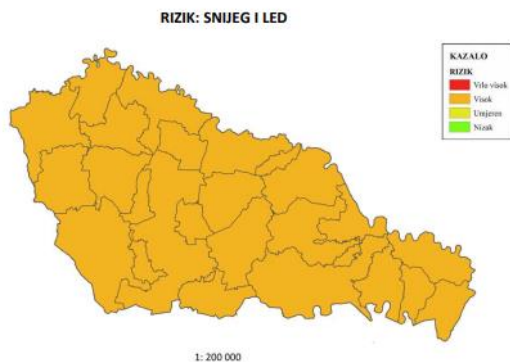 RIZIK: SNIJEG I LED
KAZALO
RIZIK
Vrlo visok
Visok
Umjeren
Nizak
1: 200 000